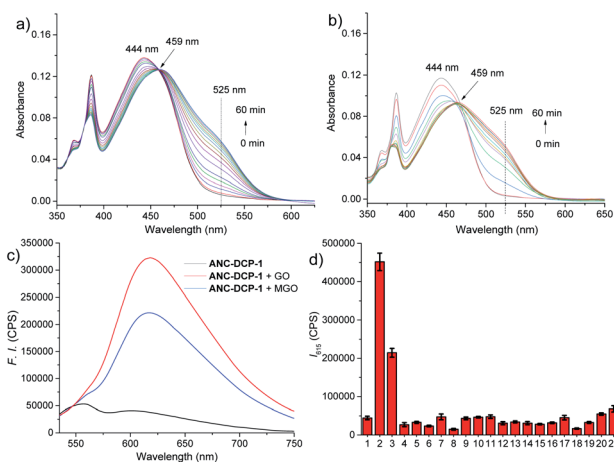 a)
444 nm
459 nm
525 nm
60 min
0 min
Absorbance
0.00
0.04
0.08
0.12
0.16
350 400 450 500 550 600
Wavelength (nm)
b)
444 nm
459 nm
525 nm
60 min
0 min
Absorbance
0.00
0.04
0.08
0.12
0.16
350 400 450 500 550 600 650
Wavelength (nm)
c)
ANC-DCP-1
ANC-DCP-1 + GO
ANC-DCP-1 + MGO
F. I. (CPS)
350000
300000
250000
200000
150000
100000
50000
0
550 600 650 700 750
Wavelength (nm)
d)
I615 (CPS)
500000
400000
300000
200000
100000
0
1 2 3 4 5 6 7 8 9 10 11 12 13 14 15 16 17 18 19 20